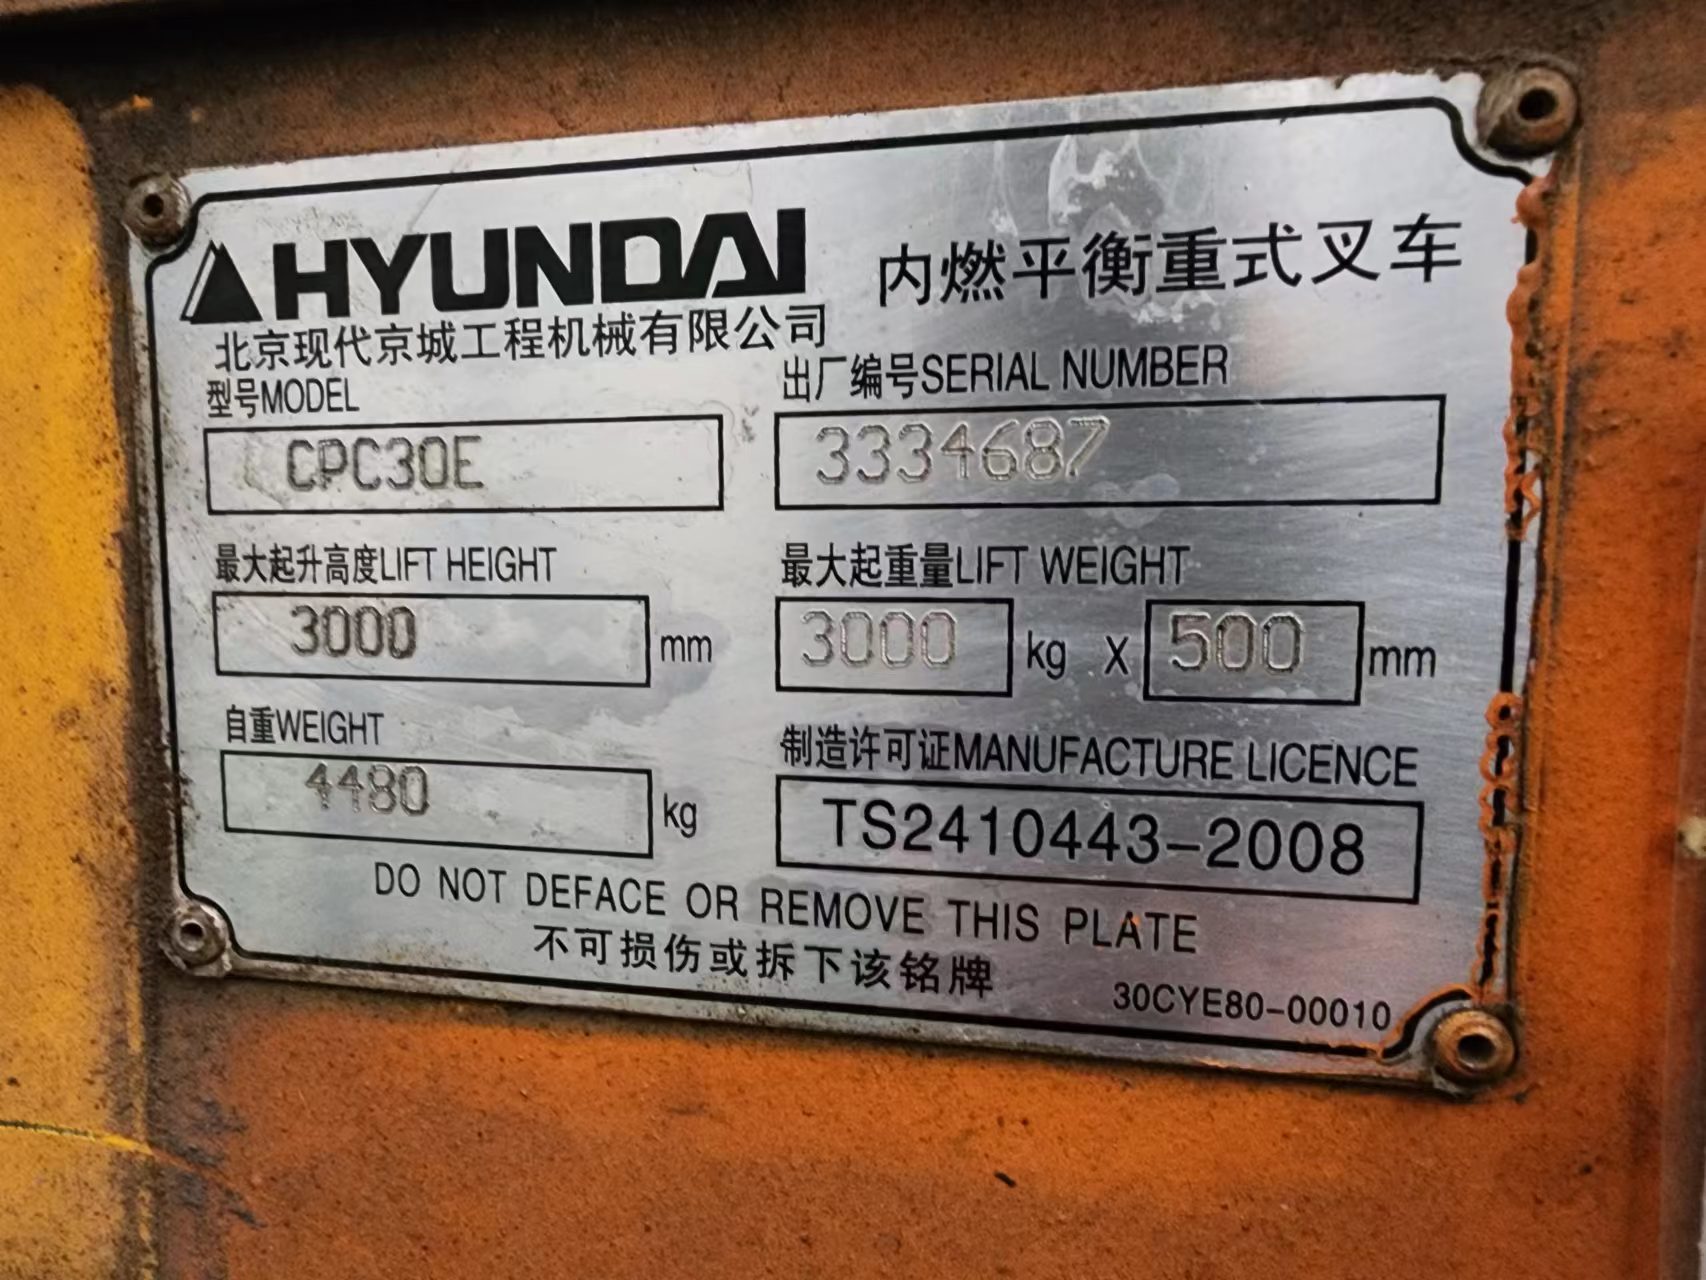 HYUNDAI 内燃平衡重式叉车
北京现代京城工程机械有限公司
型号MODEL 出厂编号SERIAL NUMBER
CPC30E 3334687
最大起升高度LIFT HEIGHT 最大起重量LIFT WEIGHT
3000 mm 3000 kg x 500 mm
自重WEIGHT 制造许可证MANUFACTURE LICENCE
4480 kg TS2410443-2008
DO NOT DEFACE OR REMOVE THIS PLATE
不可损伤或拆下该铭牌
30CYE80-00010